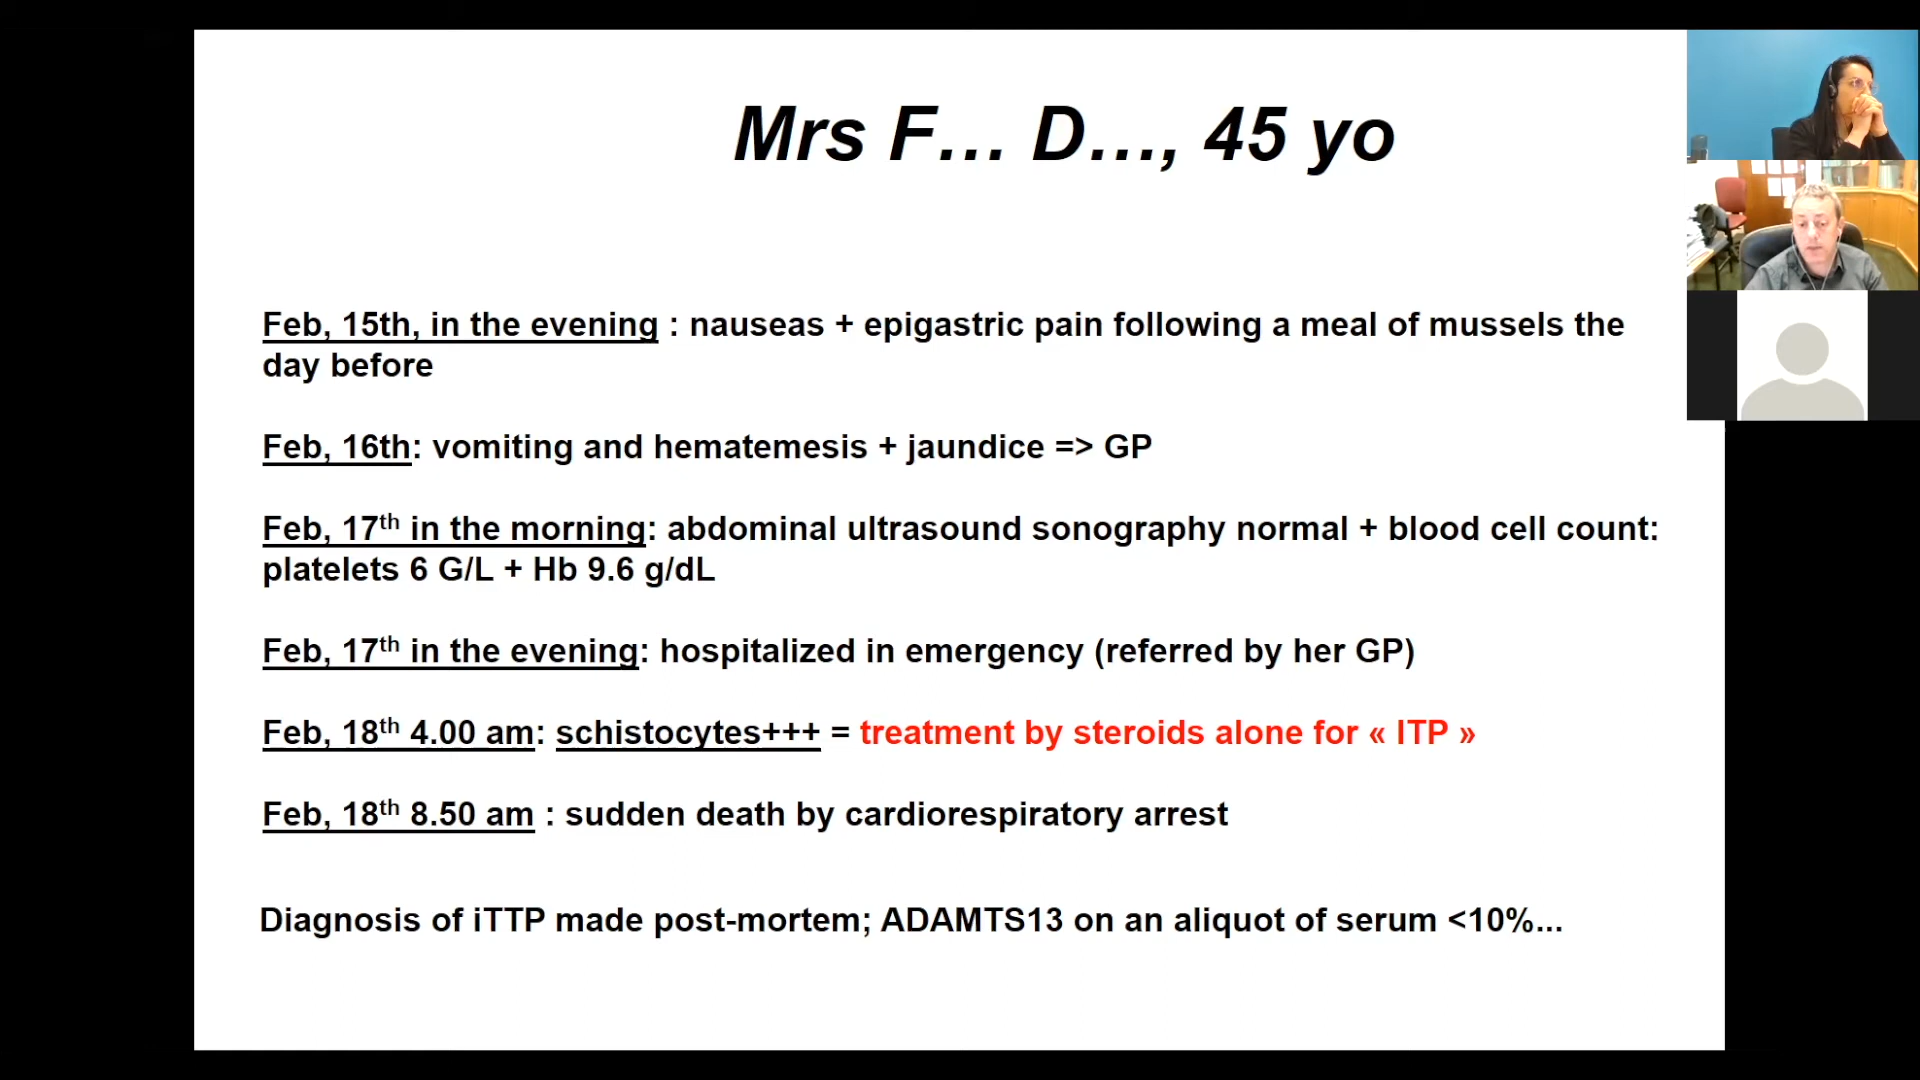 Mrs F… D…, 45 yo
Feb, 15th, in the evening : nauseas + epigastric pain following a meal of mussels the
day before
Feb, 16th: vomiting and hematemesis + jaundice => GP
Feb, 17th in the morning: abdominal ultrasound sonography normal + blood cell count:
platelets 6 G/L + Hb 9.6 g/dL
Feb, 17th in the evening: hospitalized in emergency (referred by her GP)
Feb, 18th 4.00 am: schistocytes+++ = treatment by steroids alone for « ITP »
Feb, 18th 8.50 am : sudden death by cardiorespiratory arrest
Diagnosis of iTTP made post-mortem; ADAMTS13 on an aliquot of serum <10%...